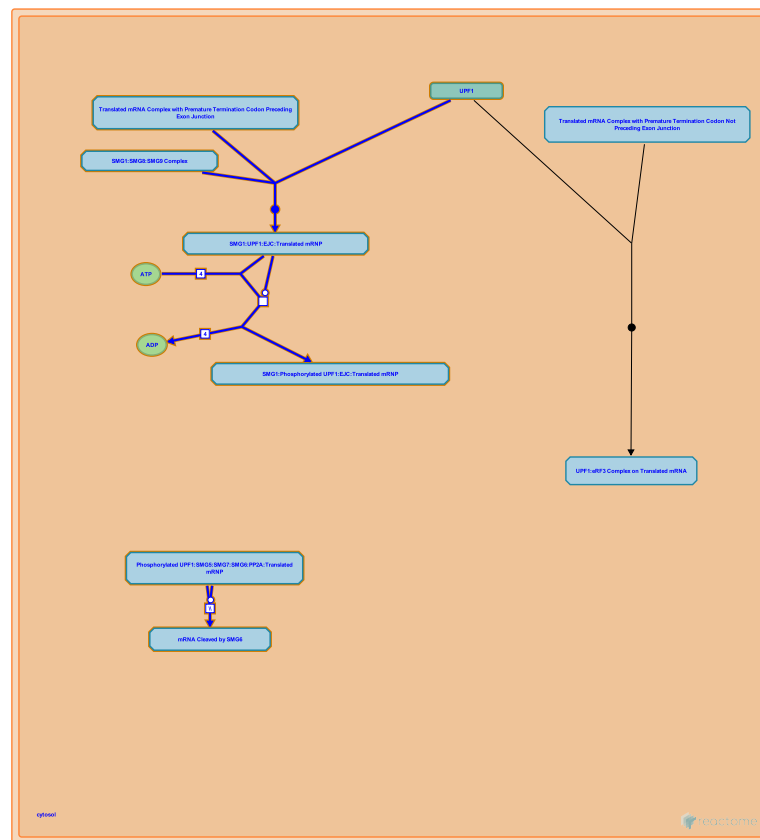 UPF1
Translated mRNA Complex with Premature Termination Codon Preceding
Exon Junction
Translated mRNA Complex with Premature Termination Codon Not
Preceding Exon Junction
SMG1:SMG8:SMG9 Complex
SMG1:UPF1:EJC:Translated mRNP
ATP
4
4
ADP
SMG1:Phosphorylated UPF1:EJC:Translated mRNP
UPF1:eRF3 Complex on Translated mRNA
Phosphorylated UPF1:SMG5:SMG7:SMG6:PP2A:Translated
mRNP
mRNA Cleaved by SMG6
cytosol
reactome